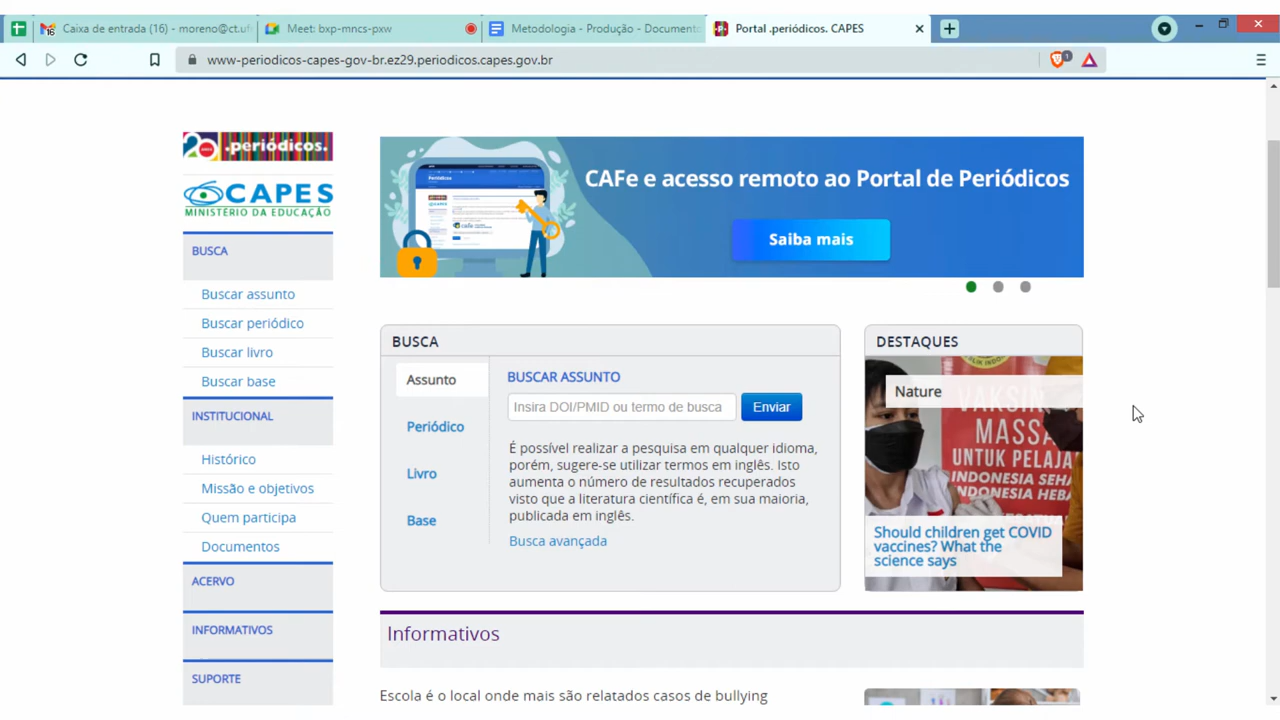 Caixa de entrada (16) - moreno@ct.uf
Meet: bxp-mncs-pxw
Metodologia - Produção - Document
Portal .periódicos. CAPES
www-periodicos-capes-gov-br.ez29.periodicos.capes.gov.br
.periódicos.
CAPES
MINISTÉRIO DA EDUCAÇÃO
BUSCA
Buscar assunto
Buscar periódico
Buscar livro
Buscar base
INSTITUCIONAL
Histórico
Missão e objetivos
Quem participa
Documentos
ACERVO
INFORMATIVOS
SUPORTE
CAFe e acesso remoto ao Portal de Periódicos
Saiba mais
BUSCA
Assunto
Periódico
Livro
Base
BUSCAR ASSUNTO
Insira DOI/PMID ou termo de busca
Enviar
É possível realizar a pesquisa em qualquer idioma,
porém, sugere-se utilizar termos em inglês. Isto
aumenta o número de resultados recuperados
visto que a literatura científica é, em sua maioria,
publicada em inglês.
Busca avançada
DESTAQUES
Nature
VAKSIN
MASSA
UNTUK PELAJA
INDONESIA SEHA
INDONESIA HEBA
Should children get COVID
vaccines? What the
science says
Informativos
Escola é o local onde mais são relatados casos de bullying